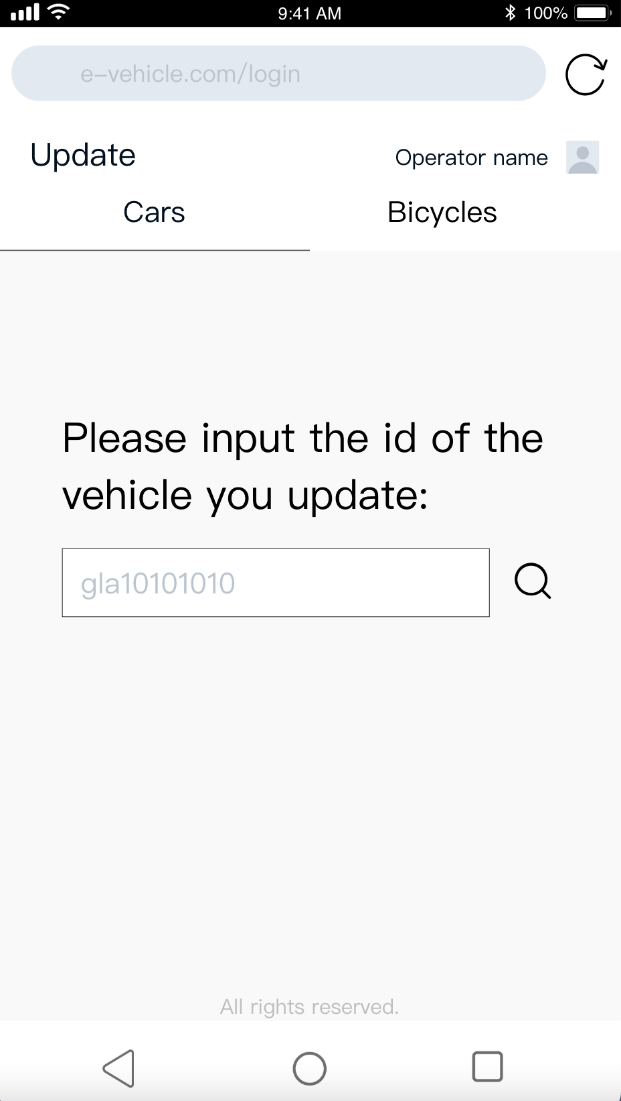 9:41 AM
100%
e-vehicle.com/login
Update
Operator name
Cars
Bicycles
Please input the id of the
vehicle you update:
gla10101010
All rights reserved.